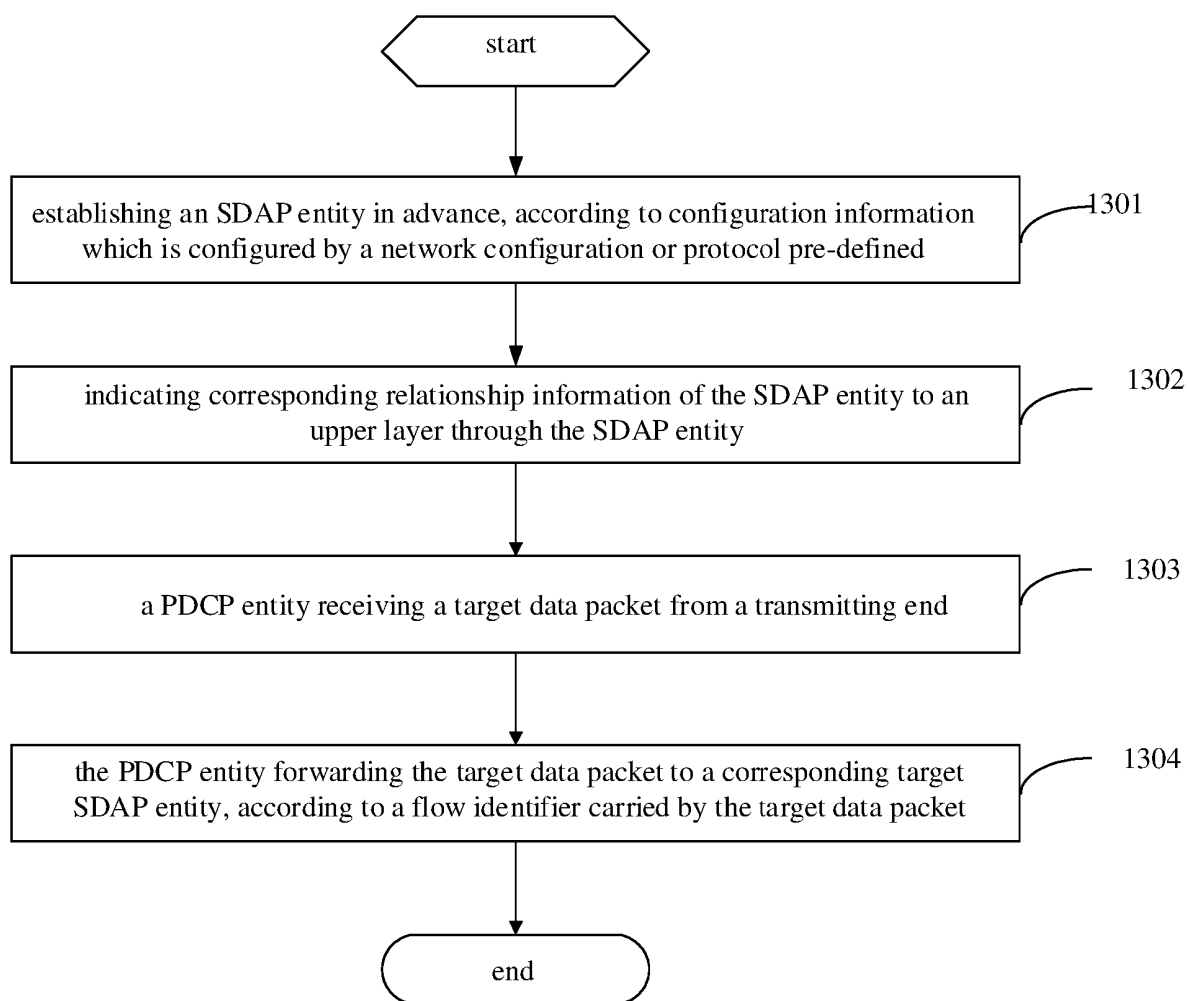 start
establishing an SDAP entity in advance, according to configuration information
which is configured by a network configuration or protocol pre-defined
1301
indicating corresponding relationship information of the SDAP entity to an
upper layer through the SDAP entity
1302
a PDCP entity receiving a target data packet from a transmitting end
1303
the PDCP entity forwarding the target data packet to a corresponding target
SDAP entity, according to a flow identifier carried by the target data packet
1304
end